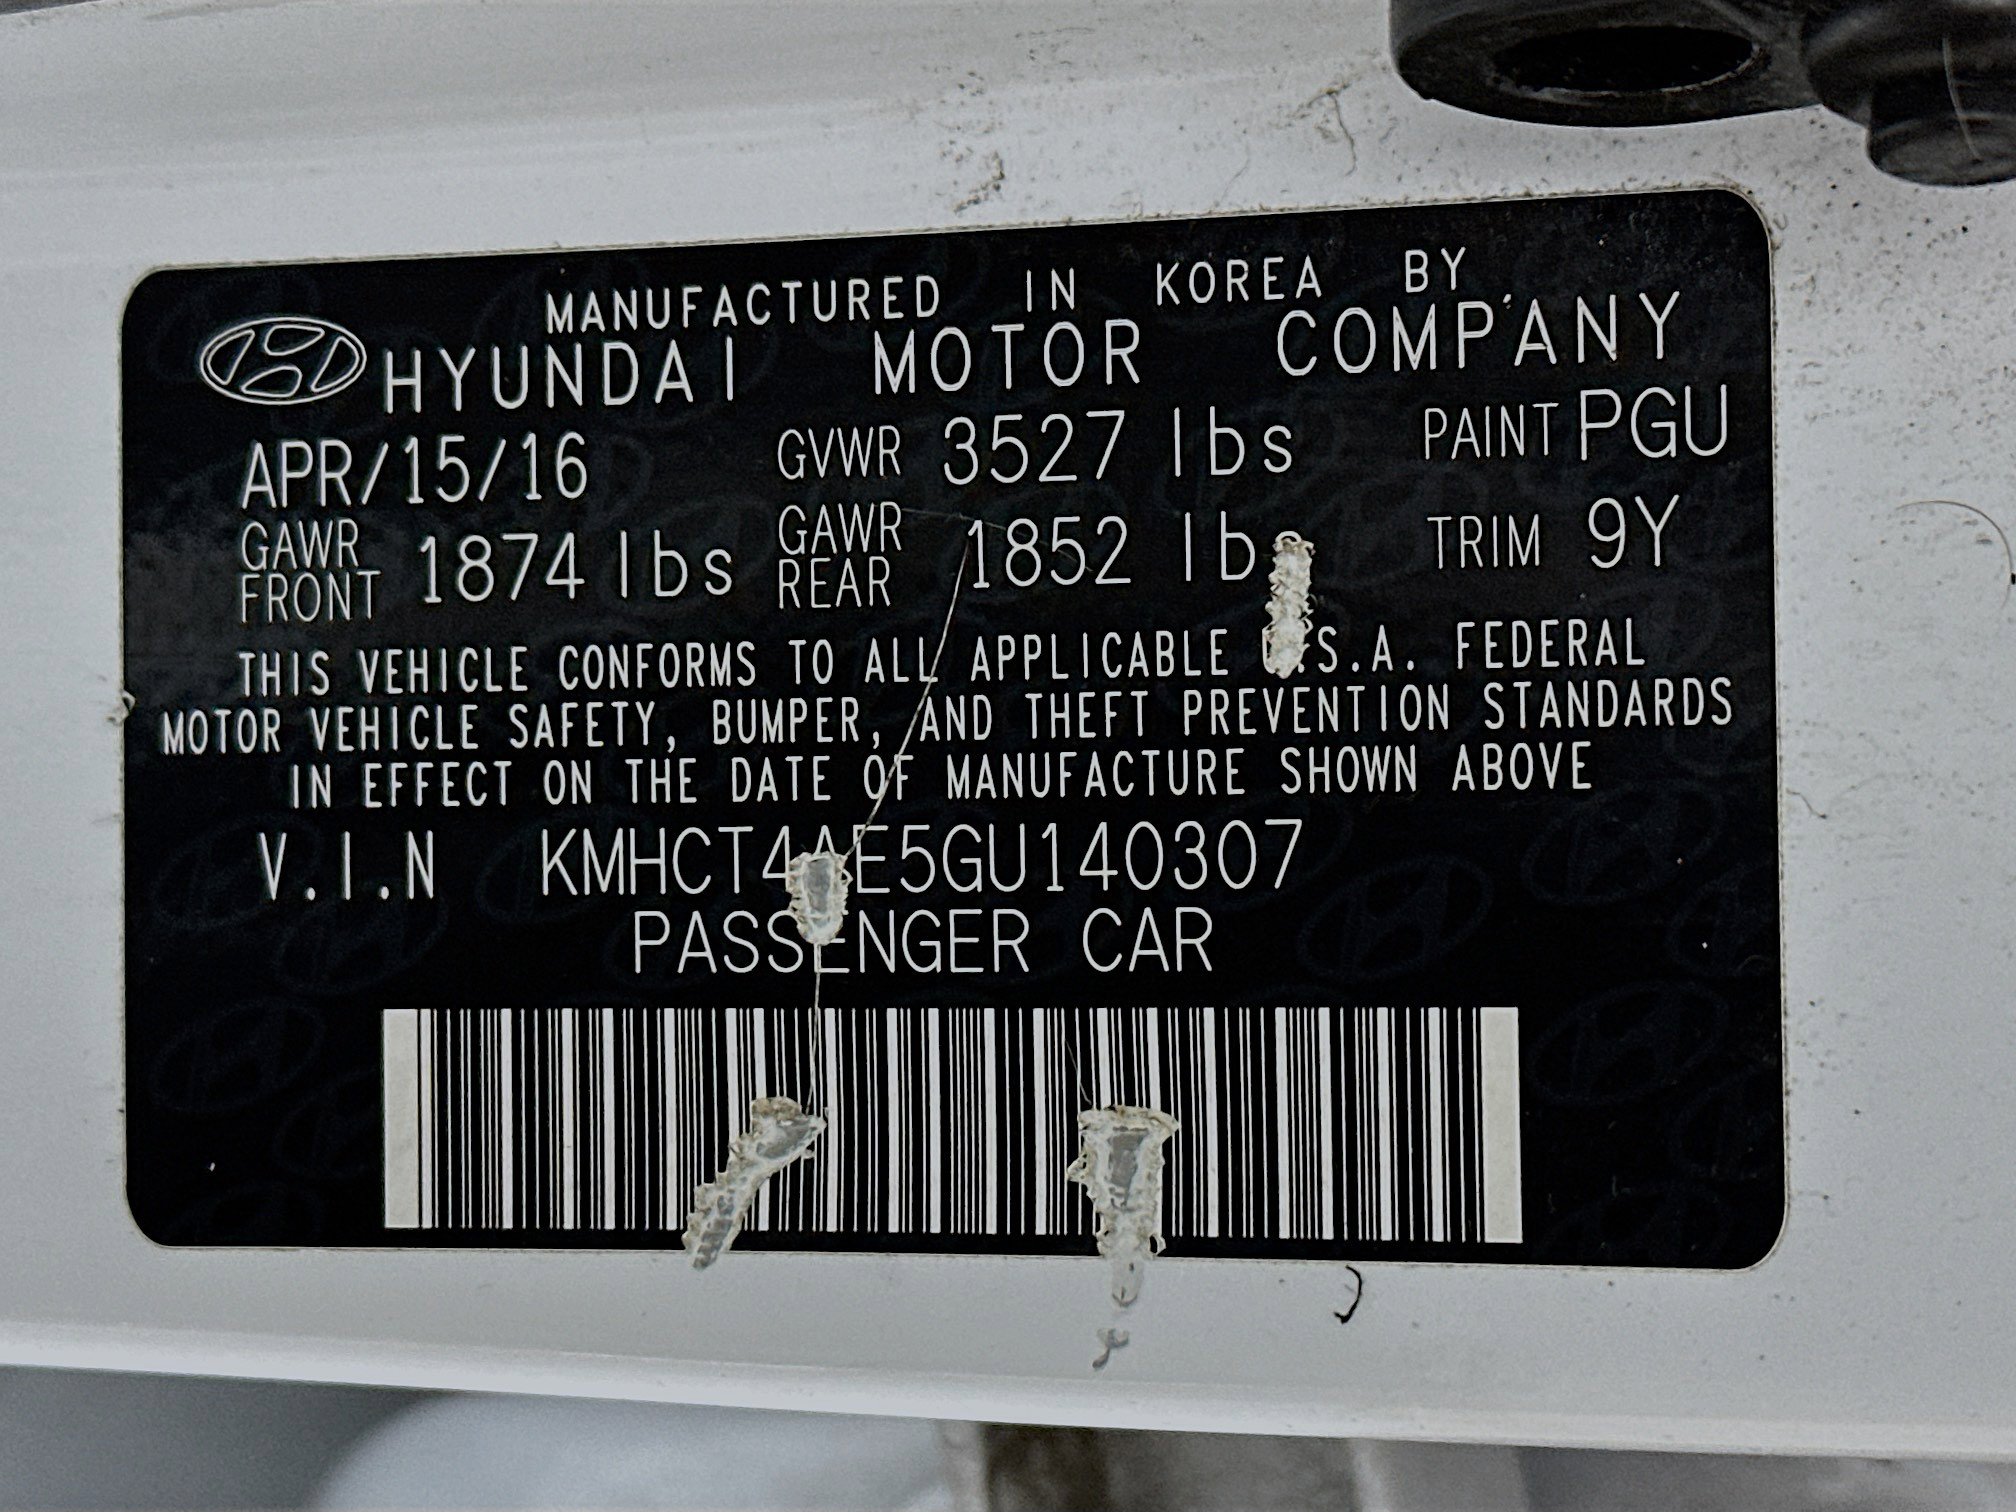 MANUFACTURED IN KOREA BY
HYUNDAI MOTOR COMPANY
APR/15/16 GVWR 3527 lbs PAINT PGU
GAWR FRONT 1874 lbs GAWR REAR 1852 lb TRIM 9Y
THIS VEHICLE CONFORMS TO ALL APPLICABLE U.S.A. FEDERAL
MOTOR VEHICLE SAFETY, BUMPER, AND THEFT PREVENTION STANDARDS
IN EFFECT ON THE DATE OF MANUFACTURE SHOWN ABOVE
V.I.N KMHCT4AE5GU140307
PASSENGER CAR